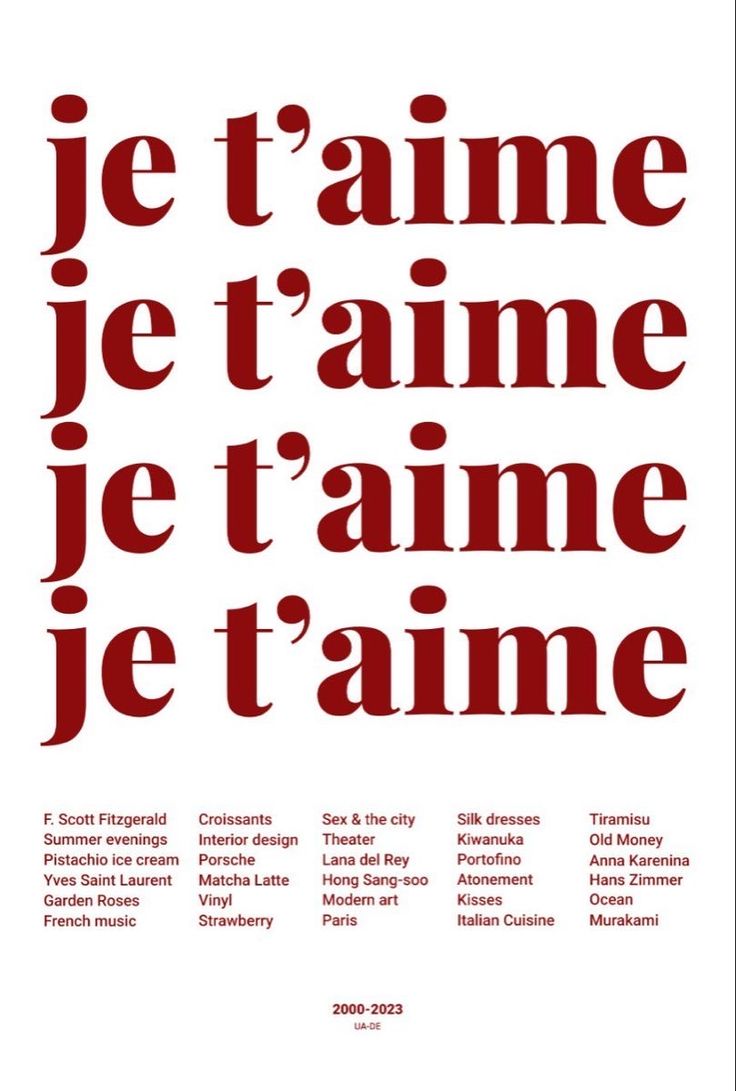 je t’aime
je t’aime
je t’aime
je t’aime
F. Scott Fitzgerald
Summer evenings
Pistachio ice cream
Yves Saint Laurent
Garden Roses
French music
Croissants
Interior design
Porsche
Matcha Latte
Vinyl
Strawberry
Sex & the city
Theater
Lana del Rey
Hong Sang-soo
Modern art
Paris
Silk dresses
Kiwanuka
Portofino
Atonement
Kisses
Italian Cuisine
Tiramisu
Old Money
Anna Karenina
Hans Zimmer
Ocean
Murakami
2000-2023
UA-DE